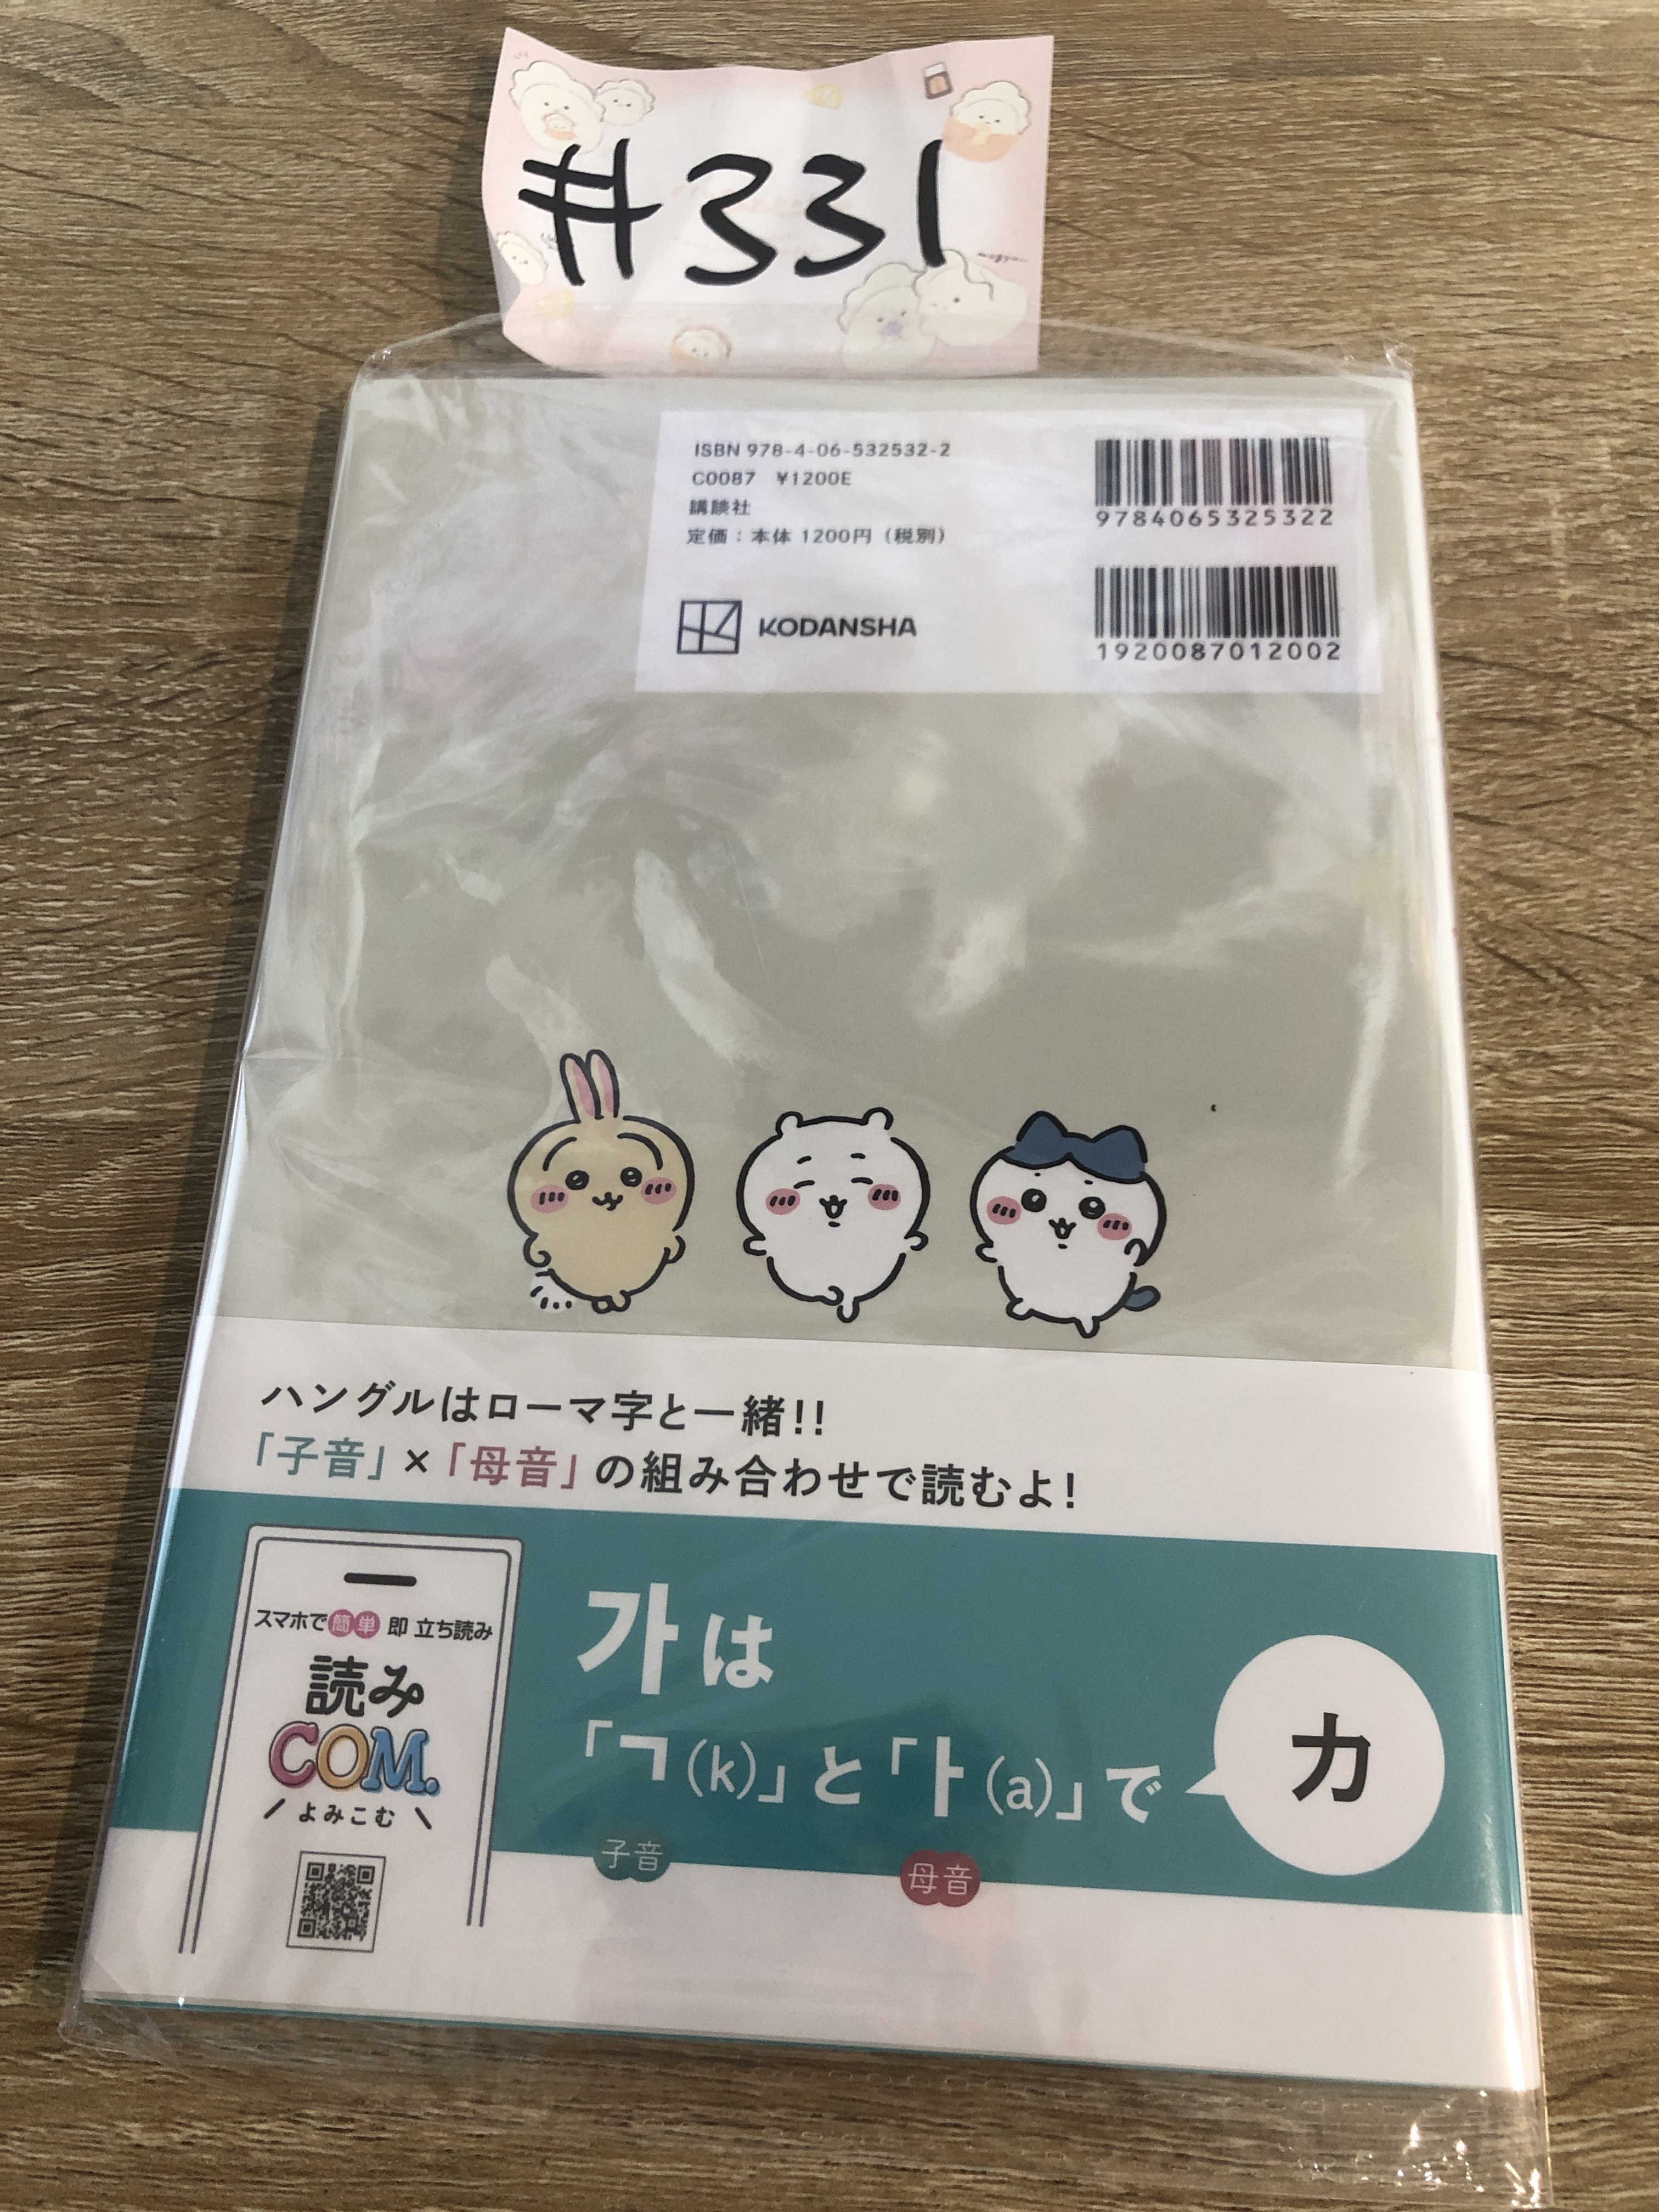 #331
ISBN 978-4-06-532532-2
C0087 ¥1200E
講談社
定価：本体 1200円（税別）
KODANSHA
9784065325322
1920087012002
ハングルはローマ字と一緒!!
「子音」×「母音」の組み合わせで読むよ!
スマホで簡単 即 立ち読み
読み
COM.
よみこむ
가は
「ㄱ(k)」と「ㅏ(a)」で
子音
母音
カ